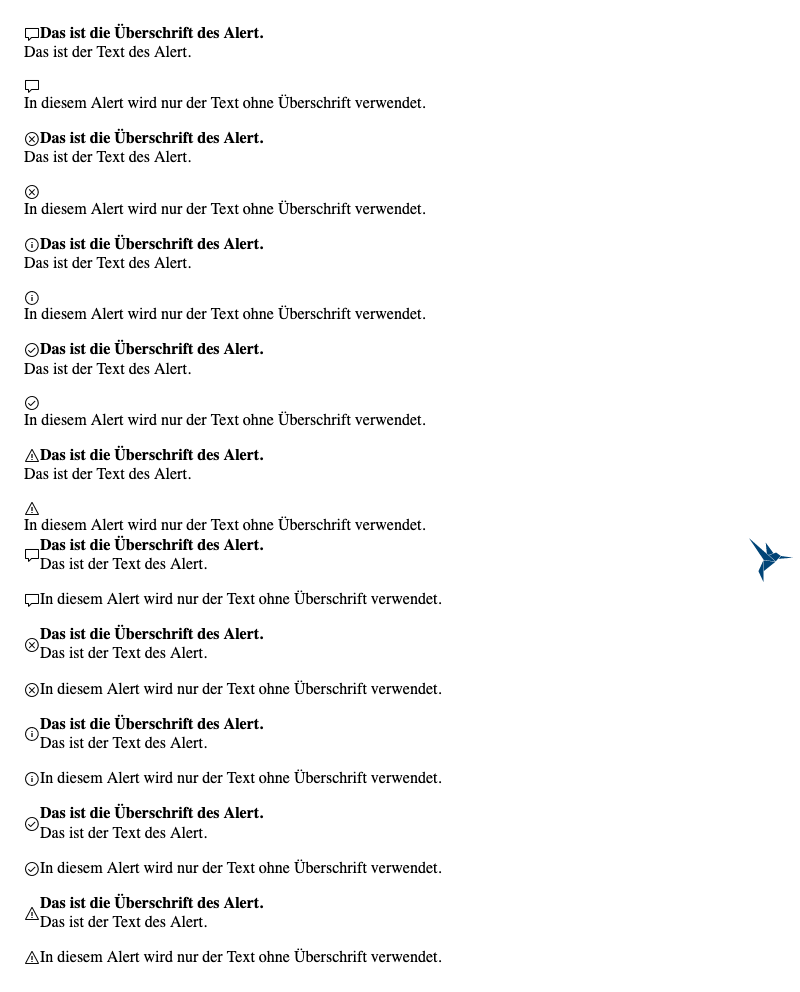 Das ist die Überschrift des Alert.
Das ist der Text des Alert.
In diesem Alert wird nur der Text ohne Überschrift verwendet.
Das ist die Überschrift des Alert.
Das ist der Text des Alert.
In diesem Alert wird nur der Text ohne Überschrift verwendet.
Das ist die Überschrift des Alert.
Das ist der Text des Alert.
In diesem Alert wird nur der Text ohne Überschrift verwendet.
Das ist die Überschrift des Alert.
Das ist der Text des Alert.
In diesem Alert wird nur der Text ohne Überschrift verwendet.
Das ist die Überschrift des Alert.
Das ist der Text des Alert.
In diesem Alert wird nur der Text ohne Überschrift verwendet.
Das ist die Überschrift des Alert.
Das ist der Text des Alert.
In diesem Alert wird nur der Text ohne Überschrift verwendet.
Das ist die Überschrift des Alert.
Das ist der Text des Alert.
In diesem Alert wird nur der Text ohne Überschrift verwendet.
Das ist die Überschrift des Alert.
Das ist der Text des Alert.
In diesem Alert wird nur der Text ohne Überschrift verwendet.
Das ist die Überschrift des Alert.
Das ist der Text des Alert.
In diesem Alert wird nur der Text ohne Überschrift verwendet.
Das ist die Überschrift des Alert.
Das ist der Text des Alert.
In diesem Alert wird nur der Text ohne Überschrift verwendet.